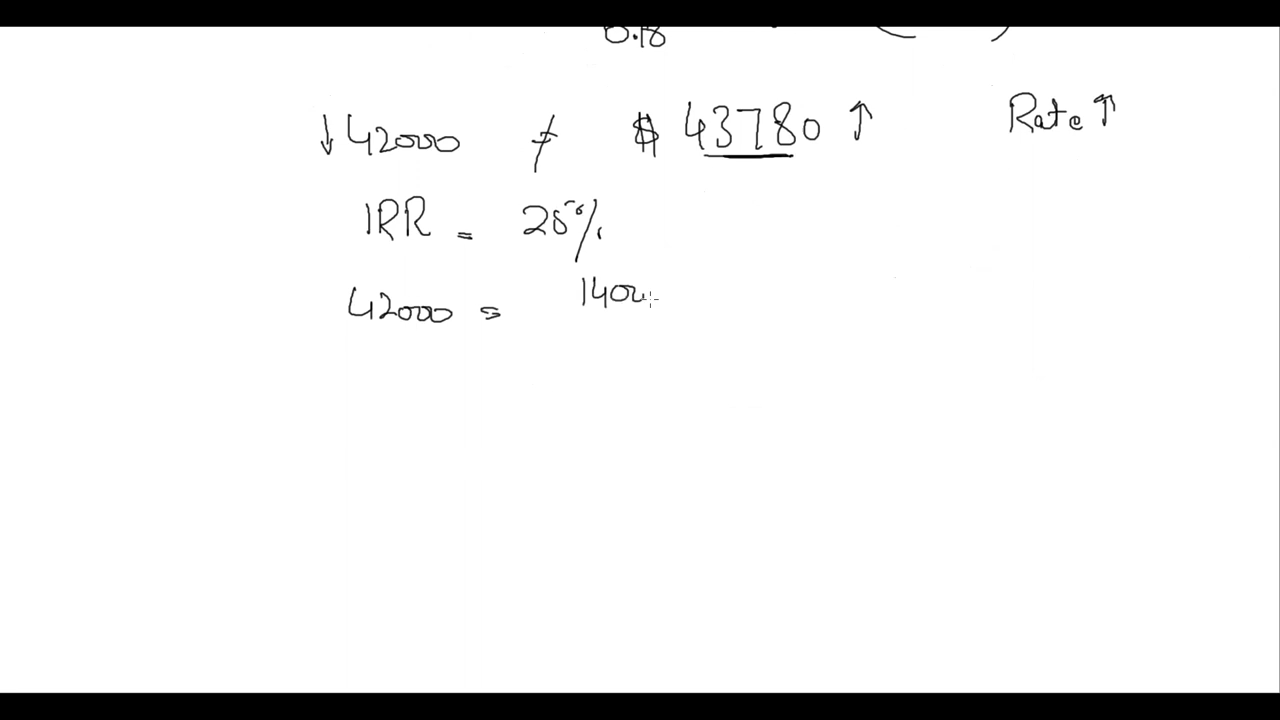 0.18
↓ 42000 ≠ $ 43780 ↑ Rate ↑
IRR = 20%
42000 = 1400